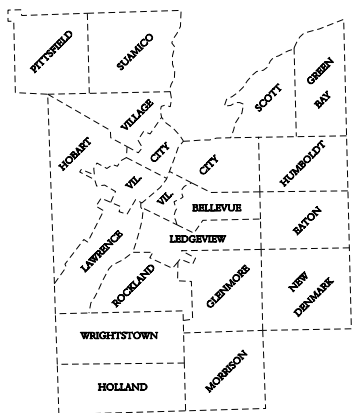 PITTSFIELD
SUAMICO
SCOTT
GREEN
BAY
VILLAGE
HOBART
CITY
CITY
HUMBOLDT
VIL.
VIL.
BELLEVUE
EATON
LEDGEVIEW
LAWRENCE
ROCKLAND
GLENMORE
NEW
DENMARK
WRIGHTSTOWN
MORRISON
HOLLAND